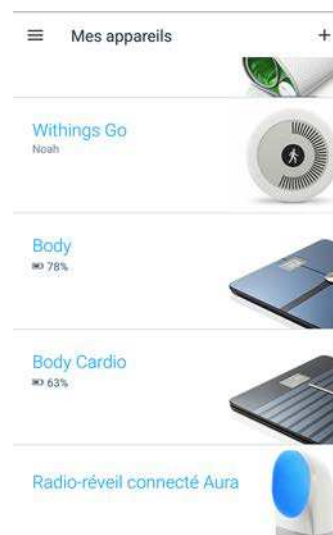 Mes appareils
Withings Go
Noah
Body
78%
Body Cardio
63%
Radio-réveil connecté Aura